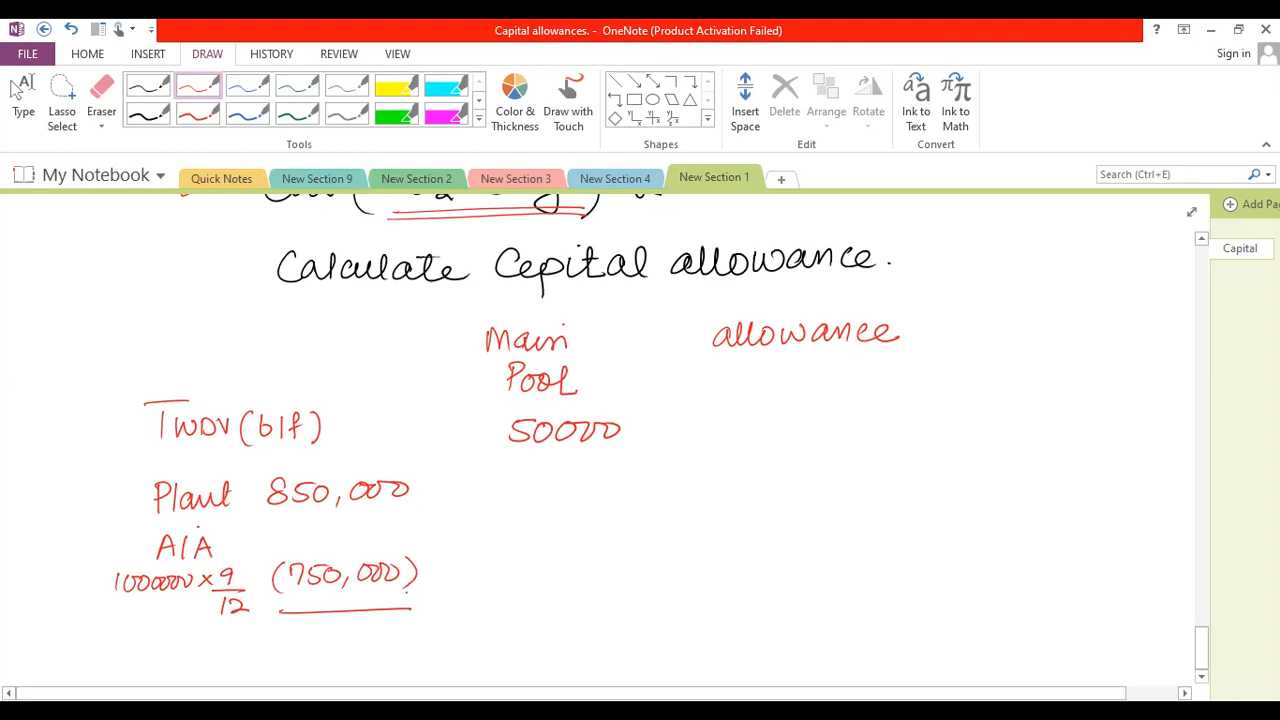 Capital allowances. - OneNote (Product Activation Failed)
? Sign in
FILE HOME INSERT DRAW HISTORY REVIEW VIEW
Type
Lasso Select
Eraser
Color & Thickness
Draw with Touch
Insert Space
Delete
Arrange
Rotate
Ink to Text
Ink to Math
Tools Shapes Edit Convert
My Notebook Quick Notes New Section 9 New Section 2 New Section 3 New Section 4 New Section 1 Search (Ctrl+E)
Add Pa
Capital
Calculate Capital allowance.
Main allowance
Pool
TWDV (b/f) 50000
Plant 850,000
AIA
1000000 × 9/12 (750,000)